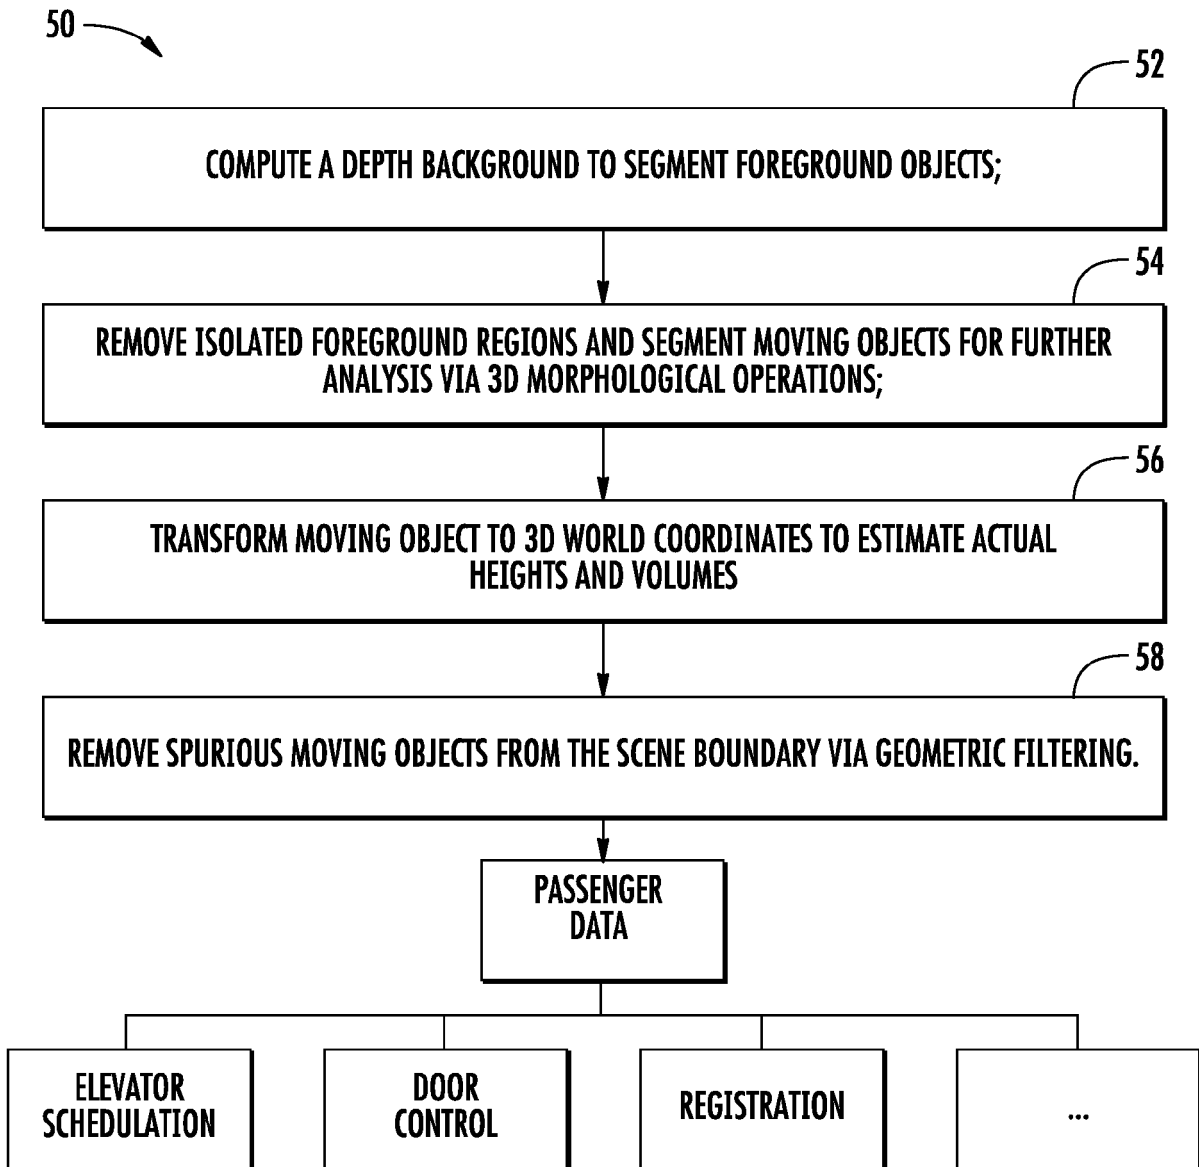 50
52
COMPUTE A DEPTH BACKGROUND TO SEGMENT FOREGROUND OBJECTS;
54
REMOVE ISOLATED FOREGROUND REGIONS AND SEGMENT MOVING OBJECTS FOR FURTHER
ANALYSIS VIA 3D MORPHOLOGICAL OPERATIONS;
56
TRANSFORM MOVING OBJECT TO 3D WORLD COORDINATES TO ESTIMATE ACTUAL
HEIGHTS AND VOLUMES
58
REMOVE SPURIOUS MOVING OBJECTS FROM THE SCENE BOUNDARY VIA GEOMETRIC FILTERING.
PASSENGER
DATA
ELEVATOR
SCHEDULATION
DOOR
CONTROL
REGISTRATION
...